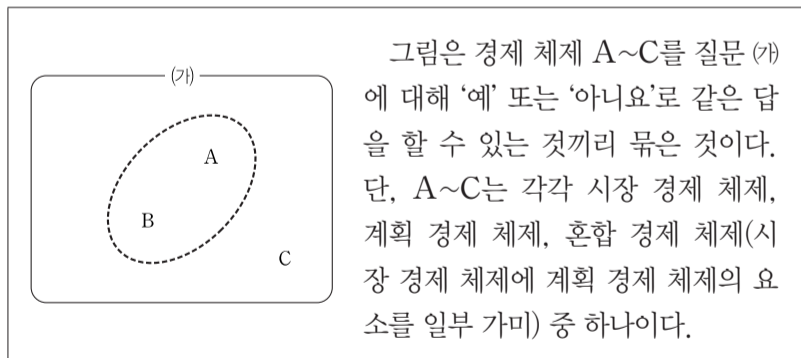 (가)
A
B
C
그림은 경제 체제 A~C를 질문 (가)
에 대해 ‘예’ 또는 ‘아니요’로 같은 답
을 할 수 있는 것끼리 묶은 것이다.
단, A~C는 각각 시장 경제 체제,
계획 경제 체제, 혼합 경제 체제(시
장 경제 체제에 계획 경제 체제의 요
소를 일부 가미) 중 하나이다.